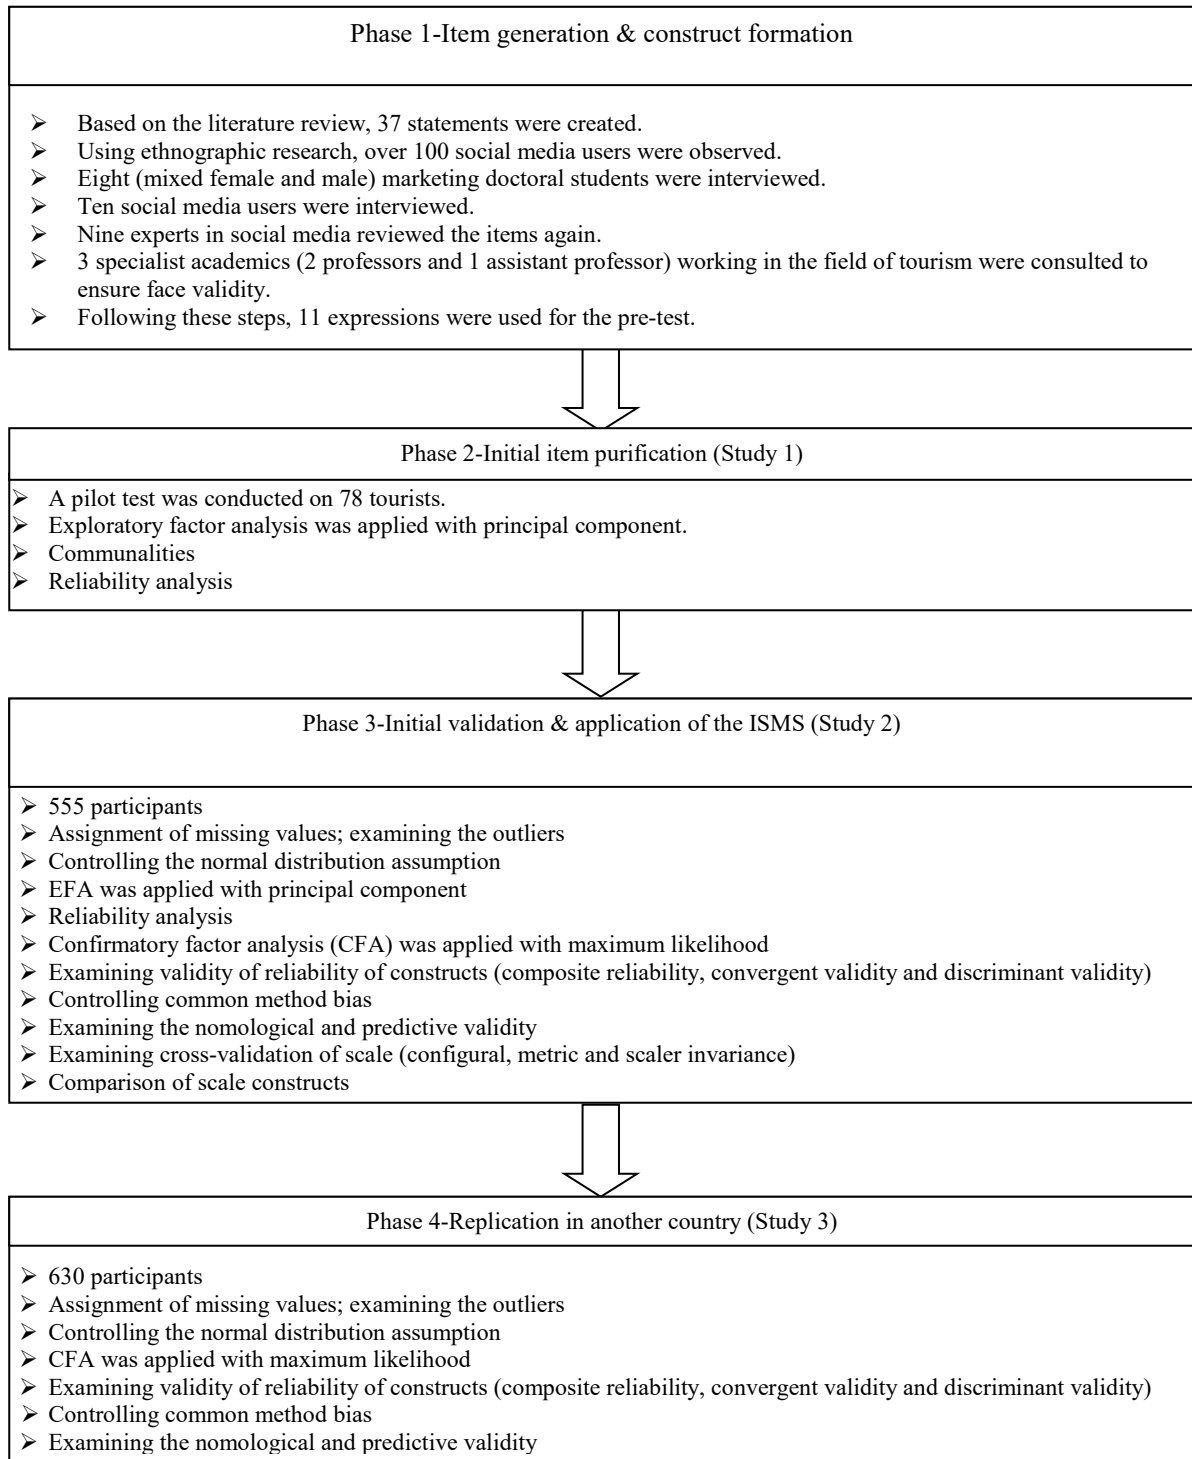 Phase 1-Item generation & construct formation
➢ Based on the literature review, 37 statements were created.
➢ Using ethnographic research, over 100 social media users were observed.
➢ Eight (mixed female and male) marketing doctoral students were interviewed.
➢ Ten social media users were interviewed.
➢ Nine experts in social media reviewed the items again.
➢ 3 specialist academics (2 professors and 1 assistant professor) working in the field of tourism were consulted to
ensure face validity.
➢ Following these steps, 11 expressions were used for the pre-test.
Phase 2-Initial item purification (Study 1)
➢ A pilot test was conducted on 78 tourists.
➢ Exploratory factor analysis was applied with principal component.
➢ Communalities
➢ Reliability analysis
Phase 3-Initial validation & application of the ISMS (Study 2)
➢ 555 participants
➢ Assignment of missing values; examining the outliers
➢ Controlling the normal distribution assumption
➢ EFA was applied with principal component
➢ Reliability analysis
➢ Confirmatory factor analysis (CFA) was applied with maximum likelihood
➢ Examining validity of reliability of constructs (composite reliability, convergent validity and discriminant validity)
➢ Controlling common method bias
➢ Examining the nomological and predictive validity
➢ Examining cross-validation of scale (configural, metric and scaler invariance)
➢ Comparison of scale constructs
Phase 4-Replication in another country (Study 3)
➢ 630 participants
➢ Assignment of missing values; examining the outliers
➢ Controlling the normal distribution assumption
➢ CFA was applied with maximum likelihood
➢ Examining validity of reliability of constructs (composite reliability, convergent validity and discriminant validity)
➢ Controlling common method bias
➢ Examining the nomological and predictive validity